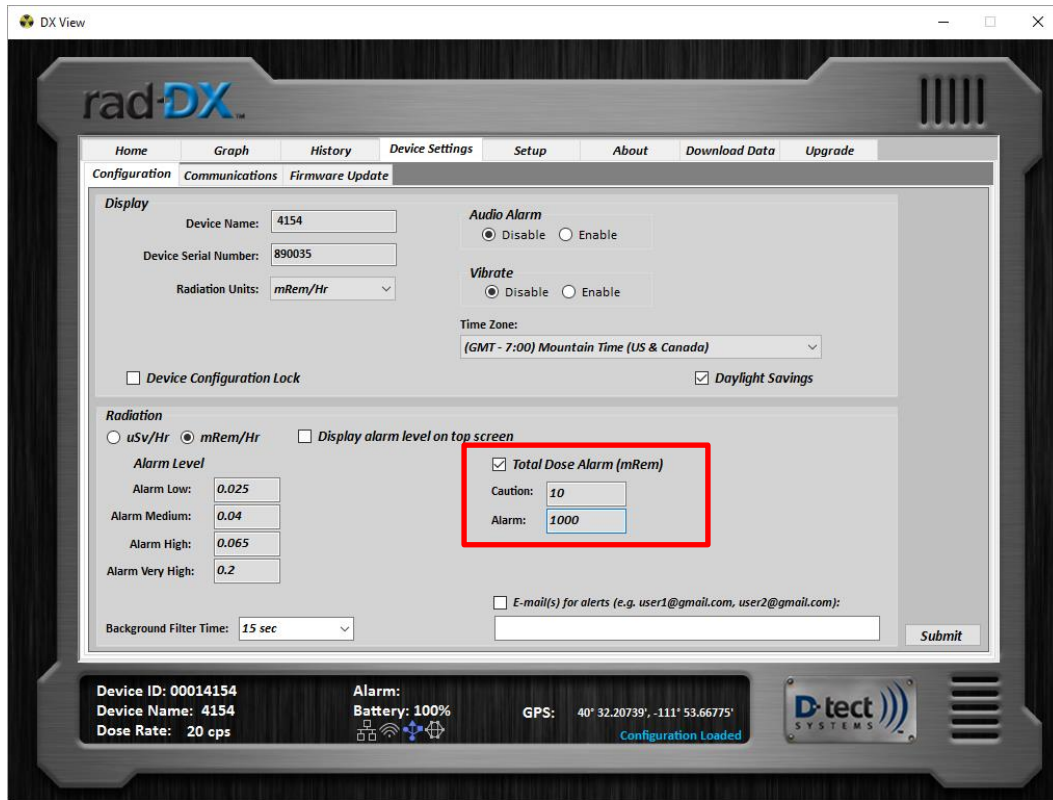 DX View
rad-DX™
Home Graph History Device Settings Setup About Download Data Upgrade
Configuration Communications Firmware Update
Display
Device Name: 4154
Device Serial Number: 890035
Radiation Units: mRem/Hr
Audio Alarm
Disable Enable
Vibrate
Disable Enable
Time Zone:
(GMT - 7:00) Mountain Time (US & Canada)
Device Configuration Lock
Daylight Savings
Radiation
uSv/Hr mRem/Hr Display alarm level on top screen
Alarm Level
Alarm Low: 0.025
Alarm Medium: 0.04
Alarm High: 0.065
Alarm Very High: 0.2
Total Dose Alarm (mRem)
Caution: 10
Alarm: 1000
Background Filter Time: 15 sec
E-mail(s) for alerts (e.g. user1@gmail.com, user2@gmail.com):
Submit
Device ID: 00014154
Device Name: 4154
Dose Rate: 20 cps
Alarm:
Battery: 100%
GPS: 40° 32.20739', -111° 53.66775'
Configuration Loaded
D-tect
SYSTEMS